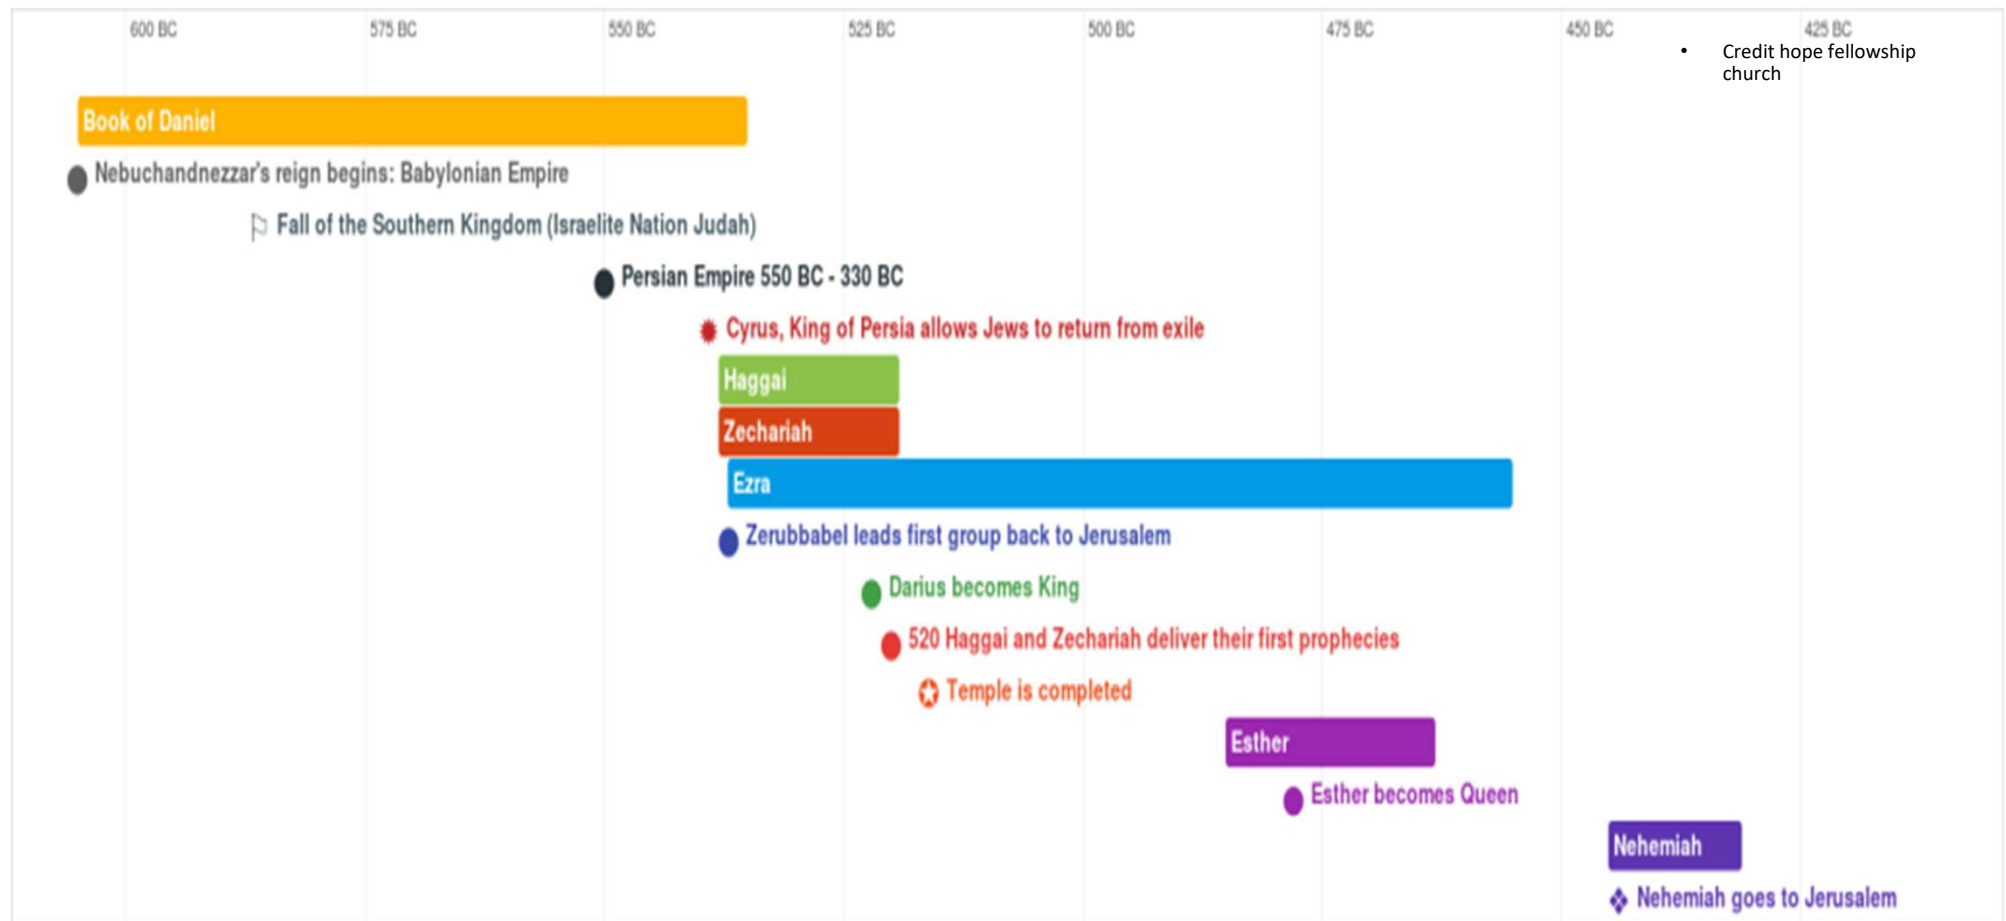 600 BC
575 BC
550 BC
525 BC
500 BC
475 BC
450 BC
425 BC
• Credit hope fellowship
church
Book of Daniel
Nebuchandnezzar's reign begins: Babylonian Empire
Fall of the Southern Kingdom (Israelite Nation Judah)
Persian Empire 550 BC - 330 BC
Cyrus, King of Persia allows Jews to return from exile
Haggai
Zechariah
Ezra
Zerubbabel leads first group back to Jerusalem
Darius becomes King
520 Haggai and Zechariah deliver their first prophecies
Temple is completed
Esther
Esther becomes Queen
Nehemiah
Nehemiah goes to Jerusalem